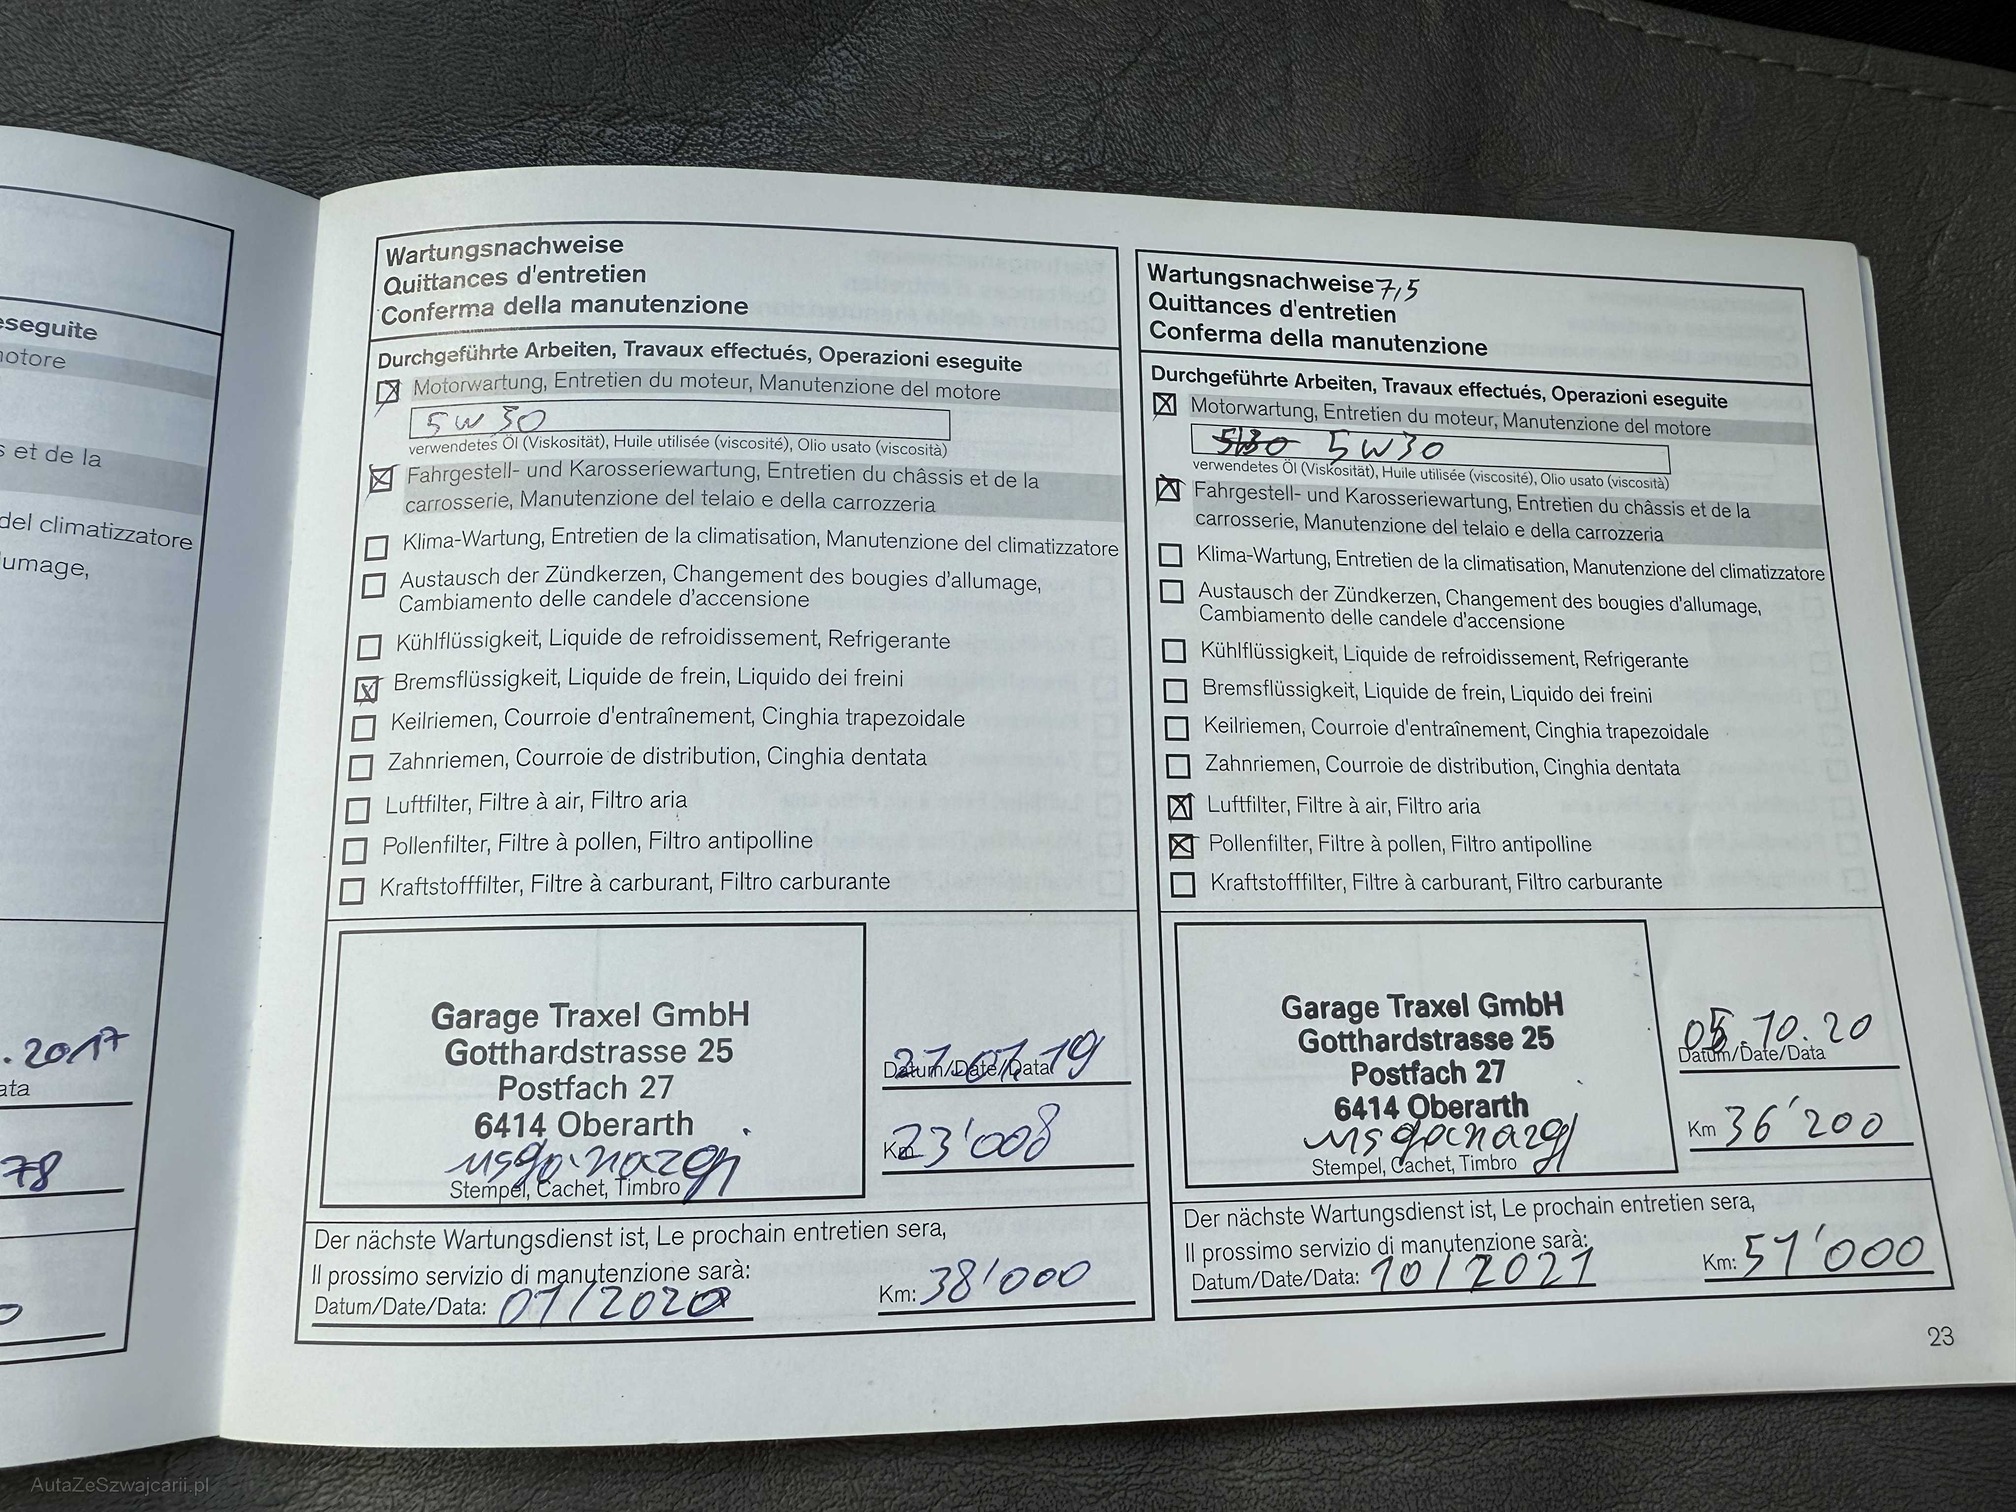 eseguite
motore
s et de la
del climatizzatore
umage,
.2017
ata
78
Wartungsnachweise
Quittances d'entretien
Conferma della manutenzione
Durchgeführte Arbeiten, Travaux effectués, Operazioni eseguite
Motorwartung, Entretien du moteur, Manutenzione del motore
5W30
verwendetes Öl (Viskosität), Huile utilisée (viscosité), Olio usato (viscosità)
Fahrgestell- und Karosseriewartung, Entretien du châssis et de la
carrosserie, Manutenzione del telaio e della carrozzeria
Klima-Wartung, Entretien de la climatisation, Manutenzione del climatizzatore
Austausch der Zündkerzen, Changement des bougies d'allumage,
Cambiamento delle candele d'accensione
Kühlflüssigkeit, Liquide de refroidissement, Refrigerante
Bremsflüssigkeit, Liquide de frein, Liquido dei freini
Keilriemen, Courroie d'entraînement, Cinghia trapezoidale
Zahnriemen, Courroie de distribution, Cinghia dentata
Luftfilter, Filtre à air, Filtro aria
Pollenfilter, Filtre à pollen, Filtro antipolline
Kraftstofffilter, Filtre à carburant, Filtro carburante
Garage Traxel GmbH
Gotthardstrasse 25
Postfach 27
6414 Oberarth
Stempel, Cachet, Timbro
Datum/Date/Data
Km 23'008
Der nächste Wartungsdienst ist, Le prochain entretien sera,
Il prossimo servizio di manutenzione sarà:
Datum/Date/Data: 01/2020 Km: 38'000
Wartungsnachweise 7,5
Quittances d'entretien
Conferma della manutenzione
Durchgeführte Arbeiten, Travaux effectués, Operazioni eseguite
Motorwartung, Entretien du moteur, Manutenzione del motore
5W30
verwendetes Öl (Viskosität), Huile utilisée (viscosité), Olio usato (viscosità)
Fahrgestell- und Karosseriewartung, Entretien du châssis et de la
carrosserie, Manutenzione del telaio e della carrozzeria
Klima-Wartung, Entretien de la climatisation, Manutenzione del climatizzatore
Austausch der Zündkerzen, Changement des bougies d'allumage,
Cambiamento delle candele d'accensione
Kühlflüssigkeit, Liquide de refroidissement, Refrigerante
Bremsflüssigkeit, Liquide de frein, Liquido dei freini
Keilriemen, Courroie d'entraînement, Cinghia trapezoidale
Zahnriemen, Courroie de distribution, Cinghia dentata
Luftfilter, Filtre à air, Filtro aria
Pollenfilter, Filtre à pollen, Filtro antipolline
Kraftstofffilter, Filtre à carburant, Filtro carburante
Garage Traxel GmbH
Gotthardstrasse 25
Postfach 27
6414 Oberarth
Stempel, Cachet, Timbro
05.10.20
Datum/Date/Data
Km 36'200
Der nächste Wartungsdienst ist, Le prochain entretien sera,
Il prossimo servizio di manutenzione sarà:
Datum/Date/Data: 10/2021 Km: 51'000
23
AutaZeSzwajcarii.pl